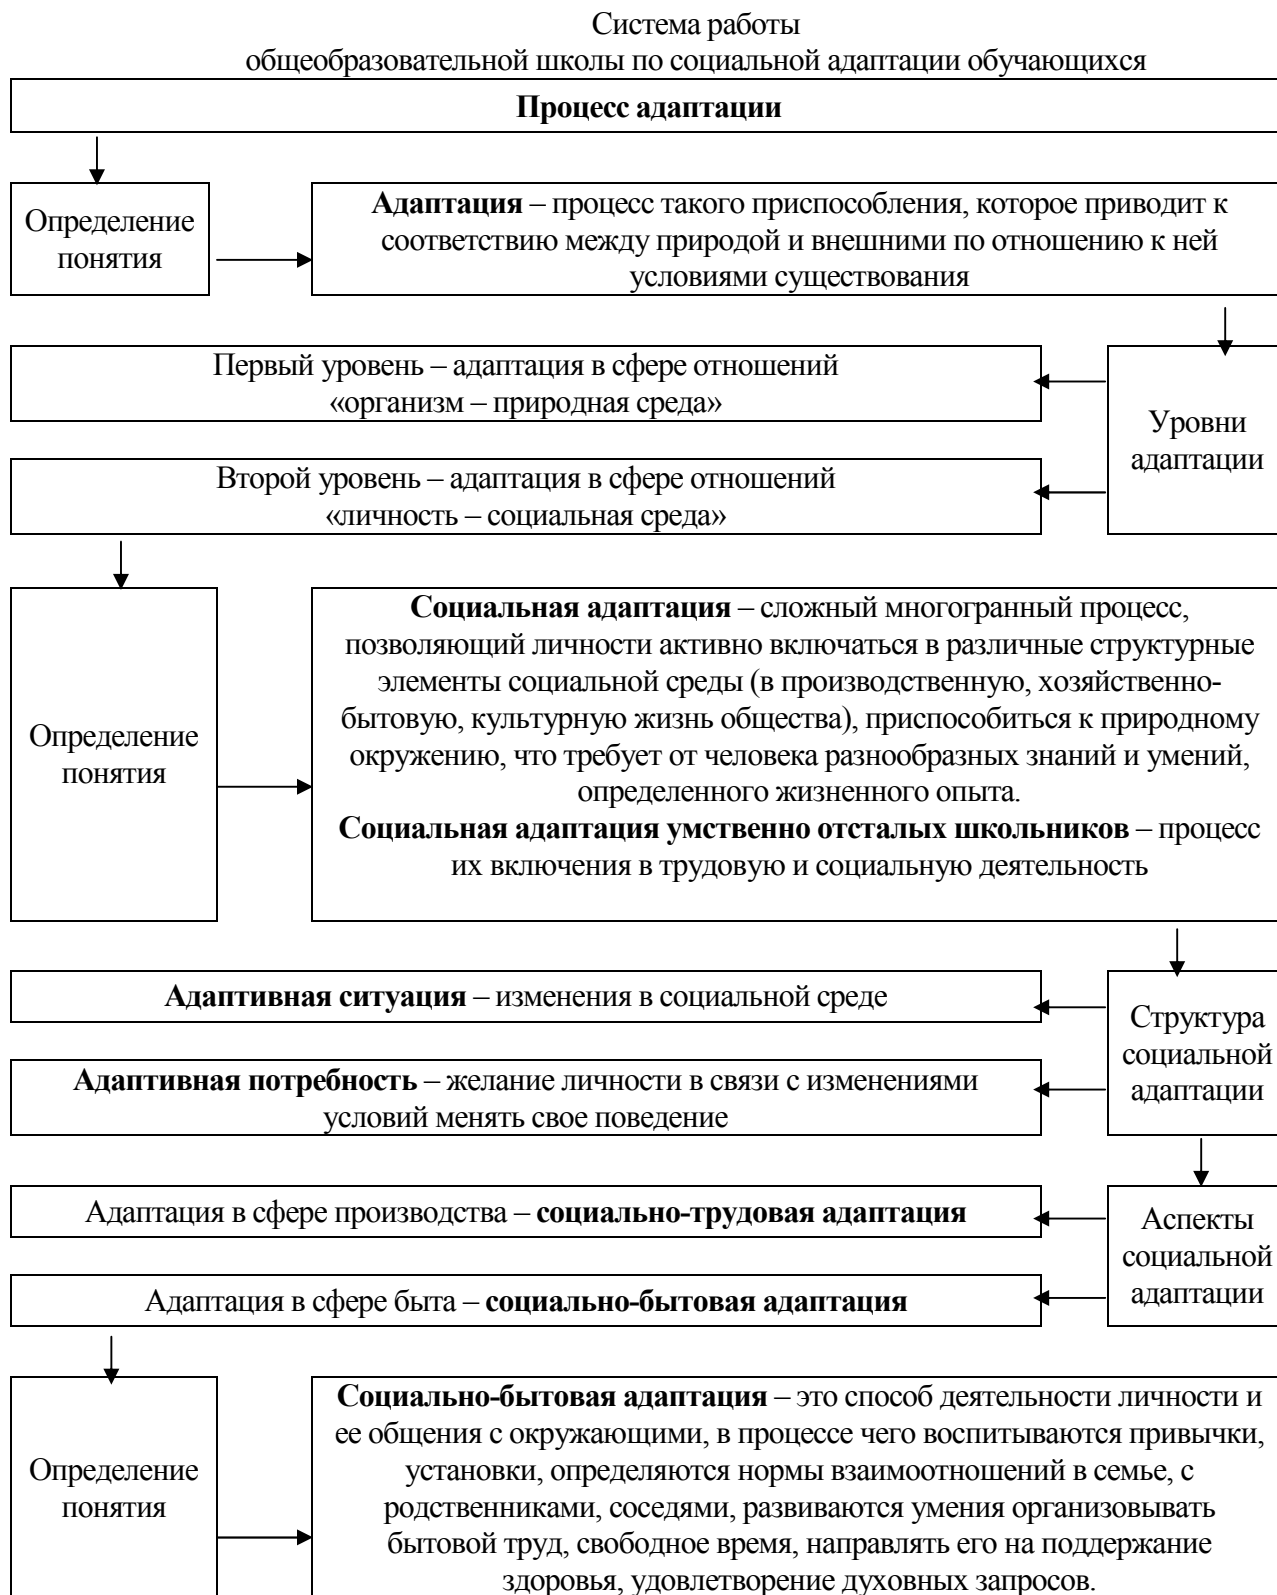 Система работы
общеобразовательной школы по социальной адаптации обучающихся
Процесс адаптации
Определение
понятия
Адаптация – процесс такого приспособления, которое приводит к
соответствию между природой и внешними по отношению к ней
условиями существования
Первый уровень – адаптация в сфере отношений
«организм – природная среда»
Уровни
адаптации
Второй уровень – адаптация в сфере отношений
«личность – социальная среда»
Определение
понятия
Социальная адаптация – сложный многогранный процесс,
позволяющий личности активно включаться в различные структурные
элементы социальной среды (в производственную, хозяйственно-
бытовую, культурную жизнь общества), приспособиться к природному
окружению, что требует от человека разнообразных знаний и умений,
определенного жизненного опыта.
Социальная адаптация умственно отсталых школьников – процесс
их включения в трудовую и социальную деятельность
Адаптивная ситуация – изменения в социальной среде
Структура
социальной
адаптации
Адаптивная потребность – желание личности в связи с изменениями
условий менять свое поведение
Адаптация в сфере производства – социально-трудовая адаптация
Аспекты
социальной
адаптации
Адаптация в сфере быта – социально-бытовая адаптация
Определение
понятия
Социально-бытовая адаптация – это способ деятельности личности и
ее общения с окружающими, в процессе чего воспитываются привычки,
установки, определяются нормы взаимоотношений в семье, с
родственниками, соседями, развиваются умения организовывать
бытовой труд, свободное время, направлять его на поддержание
здоровья, удовлетворение духовных запросов.